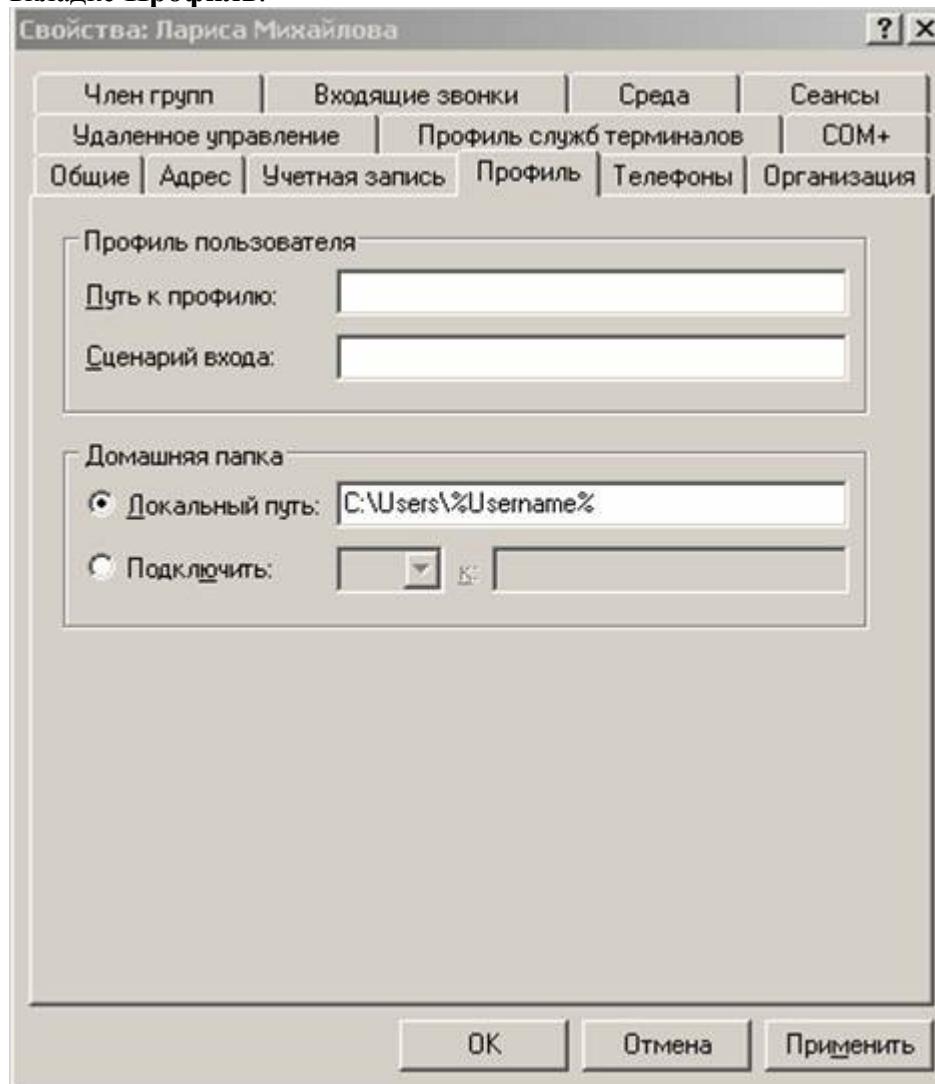 вкладке Профиль.
Свойства: Лариса Михайлова
Член групп Входящие звонки Среда Сеансы
Удаленное управление Профиль служб терминалов COM+
Общие Адрес Учетная запись Профиль Телефоны Организация
Профиль пользователя
Путь к профилю:
Сценарий входа:
Домашняя папка
Локальный путь: C:\Users\%Username%
Подключить: к:
OK Отмена Применить